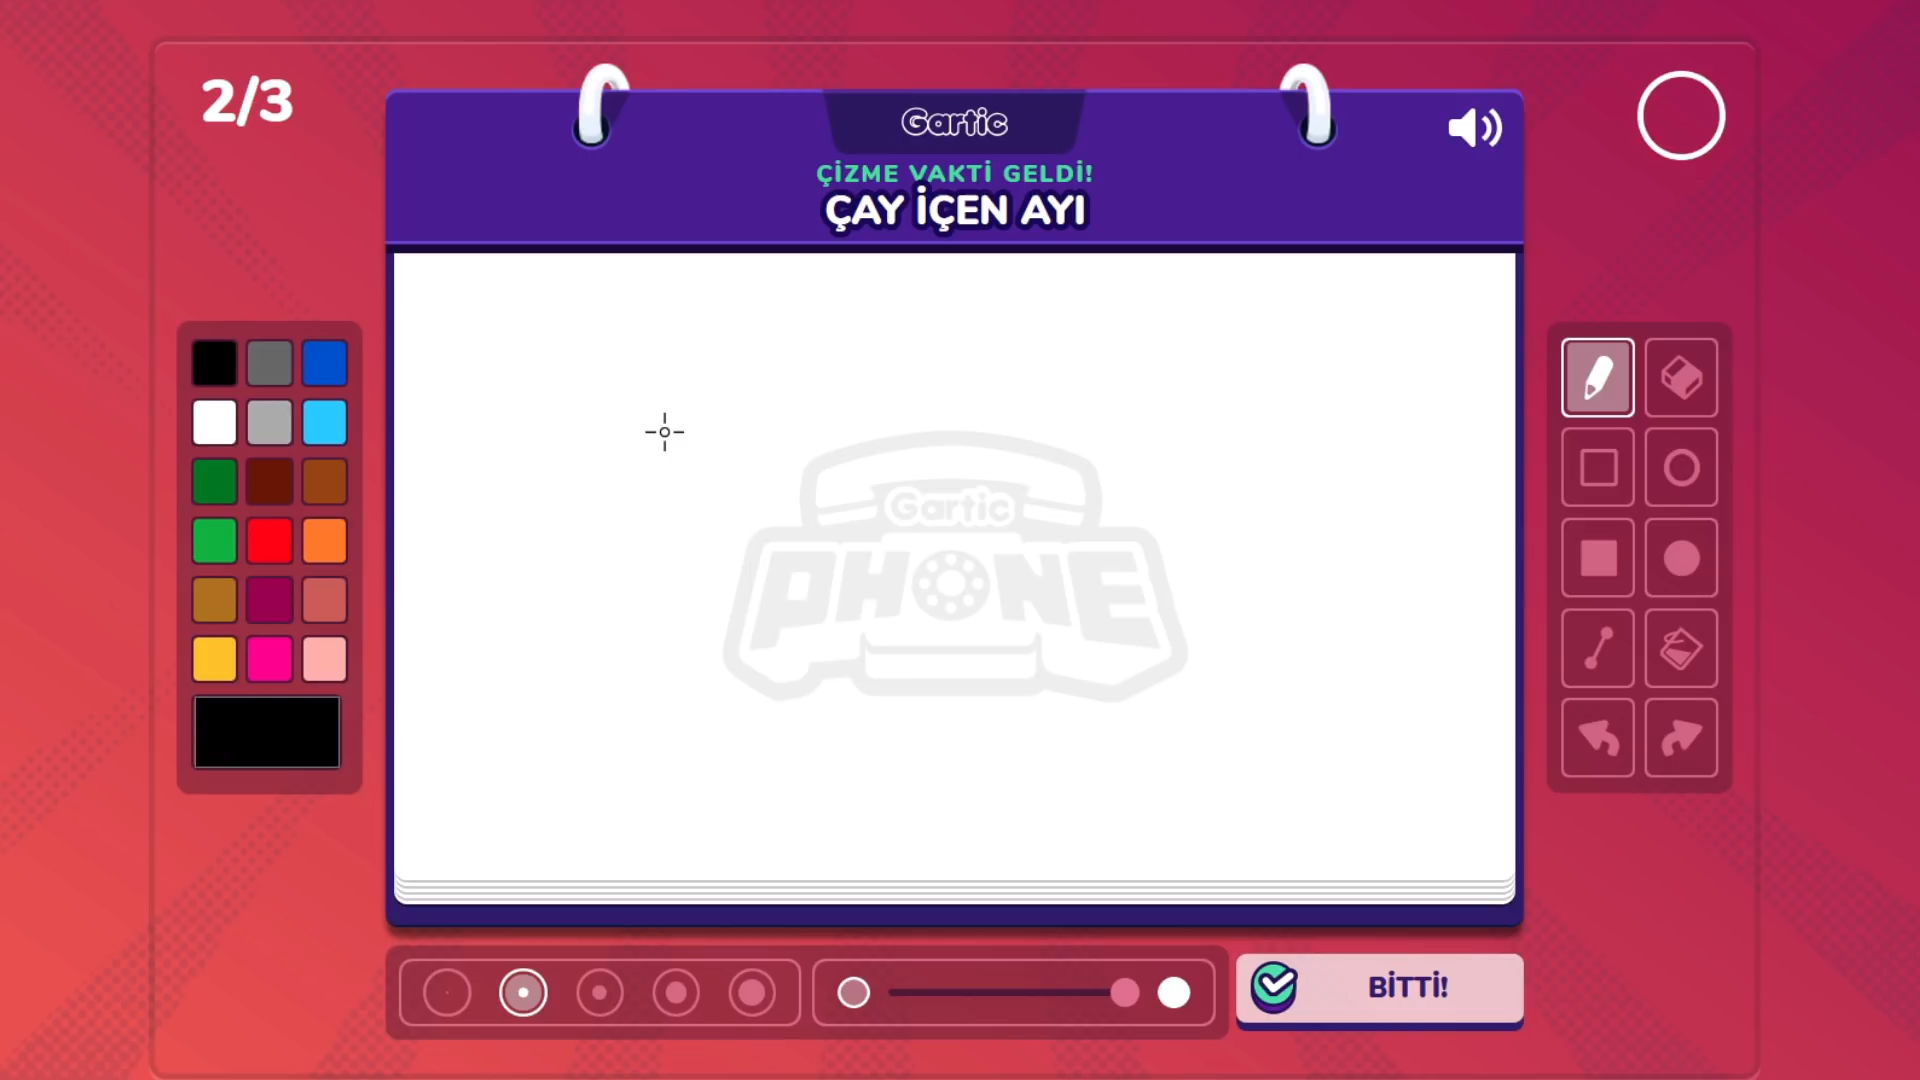 2/3
Gartic
ÇİZME VAKTİ GELDİ!
ÇAY İÇEN AYI
Gartic
PHONE
BİTTİ!